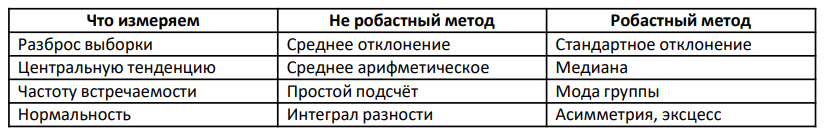 Что измеряем Не робастный метод Робастный метод
Разброс выборки Среднее отклонение Стандартное отклонение
Центральную тенденцию Среднее арифметическое Медиана
Частоту встречаемости Простой подсчёт Мода группы
Нормальность Интеграл разности Асимметрия, эксцесс